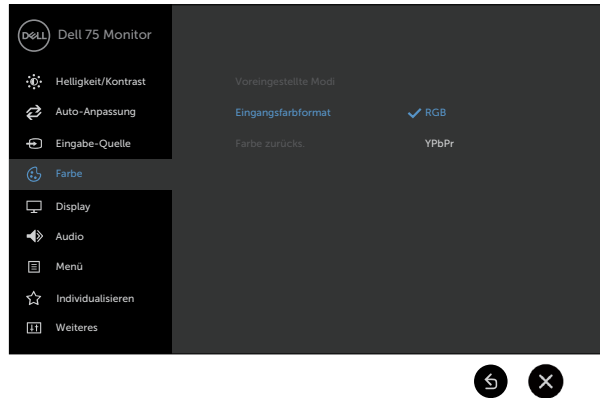 DELL Dell 75 Monitor
Helligkeit/Kontrast
Auto-Anpassung
Eingabe-Quelle
Farbe
Display
Audio
Menü
Individualisieren
Weiteres
Voreingestellte Modi
Eingangsfarbformat RGB
Farbe zurücks. YPbPr